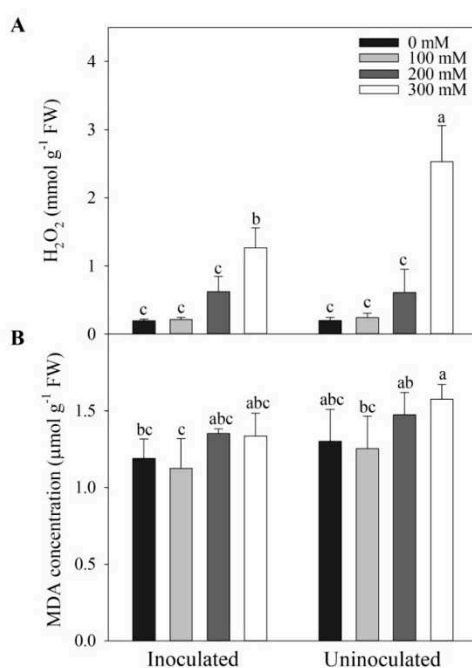 A
0 mM
100 mM
200 mM
300 mM
4
3
2
1
0
H₂O₂ (mmol g⁻¹ FW)
c c c b c c c a
B
1.5
1.0
0.5
0.0
MDA concentration (µmol g⁻¹ FW)
bc c abc abc abc bc ab a
Inoculated Uninoculated